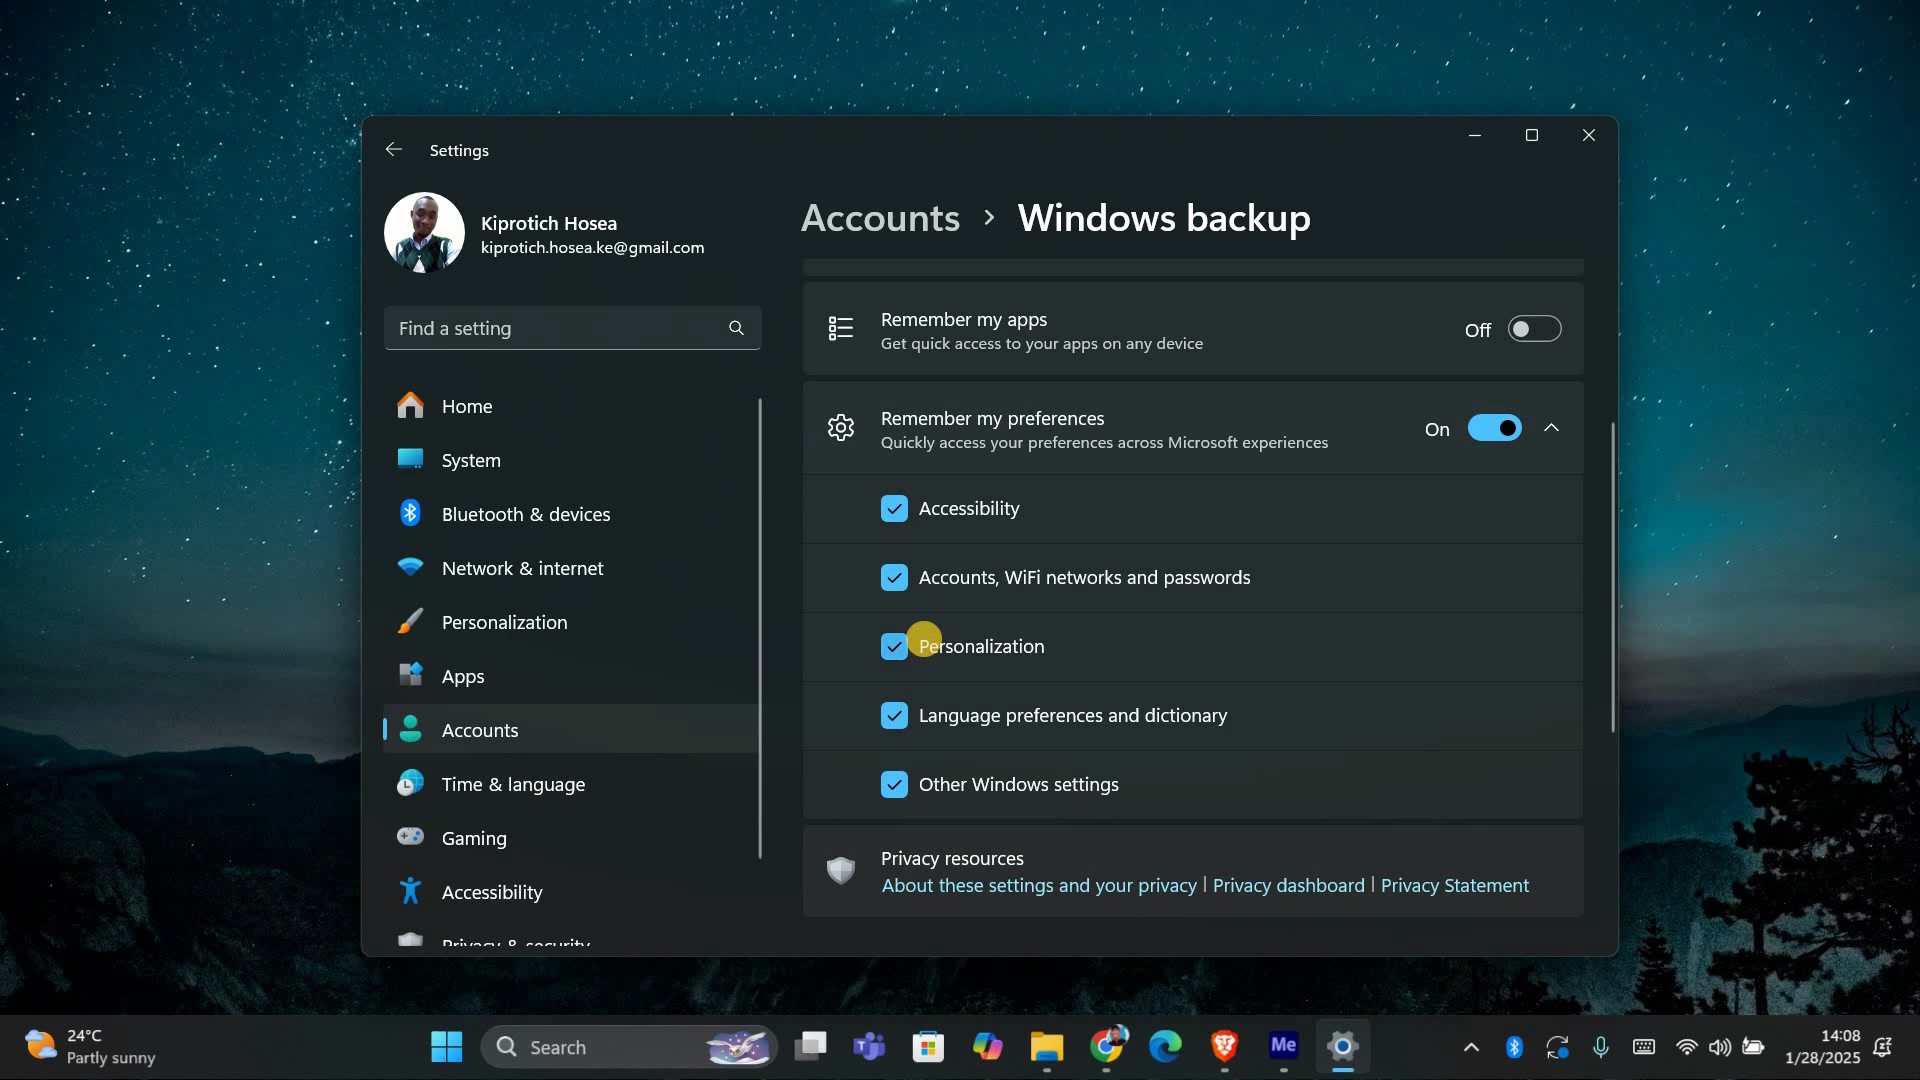 Settings
Kiprotich Hosea
kiprotich.hosea.ke@gmail.com
Find a setting
Home
System
Bluetooth & devices
Network & internet
Personalization
Apps
Accounts
Time & language
Gaming
Accessibility
Privacy & security
Accounts > Windows backup
Remember my apps
Get quick access to your apps on any device
Off
Remember my preferences
Quickly access your preferences across Microsoft experiences
On
Accessibility
Accounts, WiFi networks and passwords
Personalization
Language preferences and dictionary
Other Windows settings
Privacy resources
About these settings and your privacy | Privacy dashboard | Privacy Statement
24°C
Partly sunny
Search
Me
14:08
1/28/2025